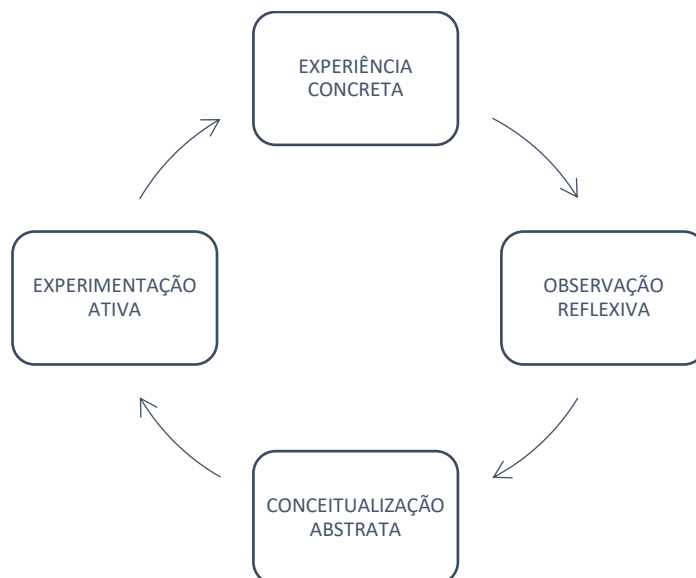 EXPERIÊNCIA
CONCRETA
EXPERIMENTAÇÃO
ATIVA
OBSERVAÇÃO
REFLEXIVA
CONCEITUALIZAÇÃO
ABSTRATA